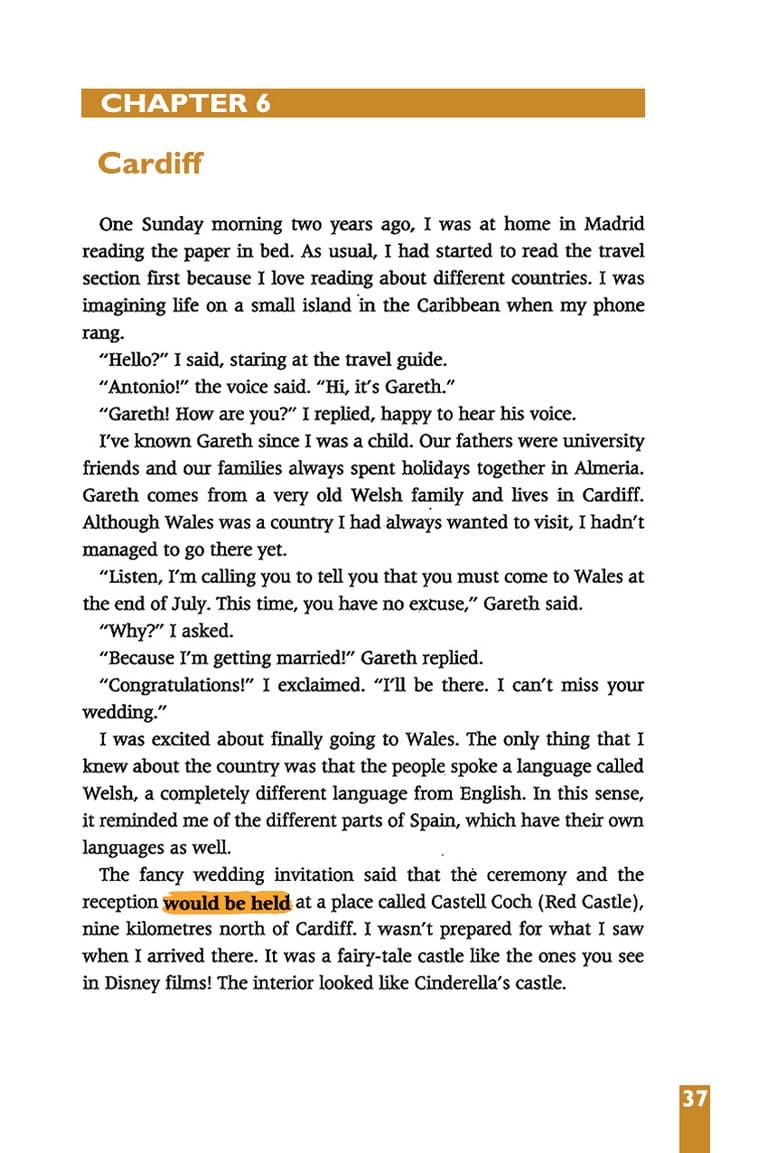 CHAPTER 6
Cardiff
One Sunday morning two years ago, I was at home in Madrid
reading the paper in bed. As usual, I had started to read the travel
section first because I love reading about different countries. I was
imagining life on a small island in the Caribbean when my phone
rang.
“Hello?” I said, staring at the travel guide.
“Antonio!” the voice said. “Hi, it’s Gareth.”
“Gareth! How are you?” I replied, happy to hear his voice.
I’ve known Gareth since I was a child. Our fathers were university
friends and our families always spent holidays together in Almeria.
Gareth comes from a very old Welsh family and lives in Cardiff.
Although Wales was a country I had always wanted to visit, I hadn’t
managed to go there yet.
“Listen, I’m calling you to tell you that you must come to Wales at
the end of July. This time, you have no excuse,” Gareth said.
“Why?” I asked.
“Because I’m getting married!” Gareth replied.
“Congratulations!” I exclaimed. “I’ll be there. I can’t miss your
wedding.”
I was excited about finally going to Wales. The only thing that I
knew about the country was that the people spoke a language called
Welsh, a completely different language from English. In this sense,
it reminded me of the different parts of Spain, which have their own
languages as well.
The fancy wedding invitation said that the ceremony and the
reception would be held at a place called Castell Coch (Red Castle),
nine kilometres north of Cardiff. I wasn’t prepared for what I saw
when I arrived there. It was a fairy-tale castle like the ones you see
in Disney films! The interior looked like Cinderella’s castle.
37